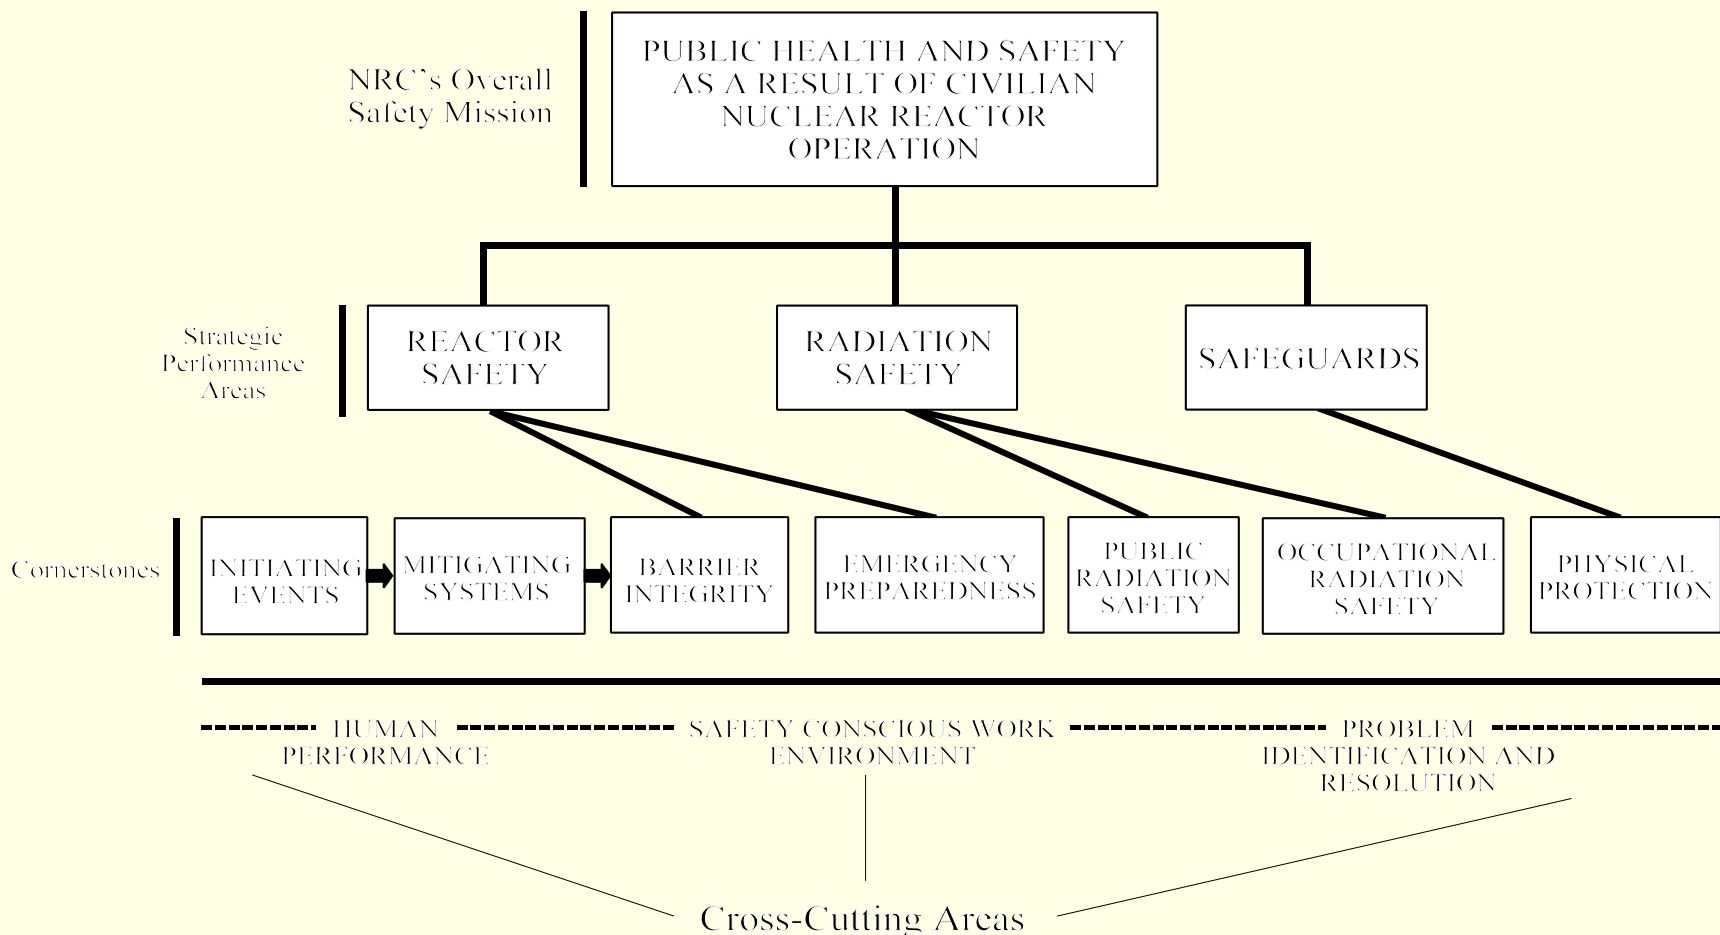 NRC's Overall
Safety Mission
PUBLIC HEALTH AND SAFETY
AS A RESULT OF CIVILIAN
NUCLEAR REACTOR
OPERATION
Strategic
Performance
Areas
REACTOR
SAFETY
RADIATION
SAFETY
SAFEGUARDS
Cornerstones
INITIATING
EVENTS
MITIGATING
SYSTEMS
BARRIER
INTEGRITY
EMERGENCY
PREPAREDNESS
PUBLIC
RADIATION
SAFETY
OCCUPATIONAL
RADIATION
SAFETY
PHYSICAL
PROTECTION
HUMAN
PERFORMANCE
SAFETY CONSCIOUS WORK
ENVIRONMENT
PROBLEM
IDENTIFICATION AND
RESOLUTION
Cross-Cutting Areas